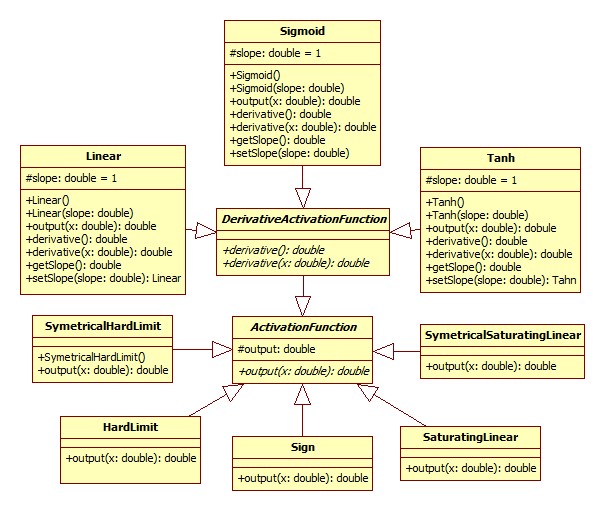 Sigmoid
#slope: double = 1
+Sigmoid()
+Sigmoid(slope: double)
+output(x: double): double
+derivative(): double
+derivative(x: double): double
+getSlope(): double
+setSlope(slope: double)
Linear
#slope: double = 1
+Linear()
+Linear(slope: double)
+output(x: double): double
+derivative(): double
+derivative(x: double): double
+getSlope(): double
+setSlope(slope: double): Linear
DerivativeActivationFunction
+derivative(): double
+derivative(x: double): double
Tanh
#slope: double = 1
+Tanh()
+Tanh(slope: double)
+output(x: double): dobule
+derivative(): double
+derivative(x: double): double
+getSlope(): double
+setSlope(slope: double): Tahn
SymetricalHardLimit
+SymetricalHardLimit()
+output(x: double): double
ActivationFunction
#output: double
+output(x: double): double
SymetricalSaturatingLinear
+output(x: double): double
HardLimit
+output(x: double): double
Sign
+output(x: double): double
SaturatingLinear
+output(x: double): double